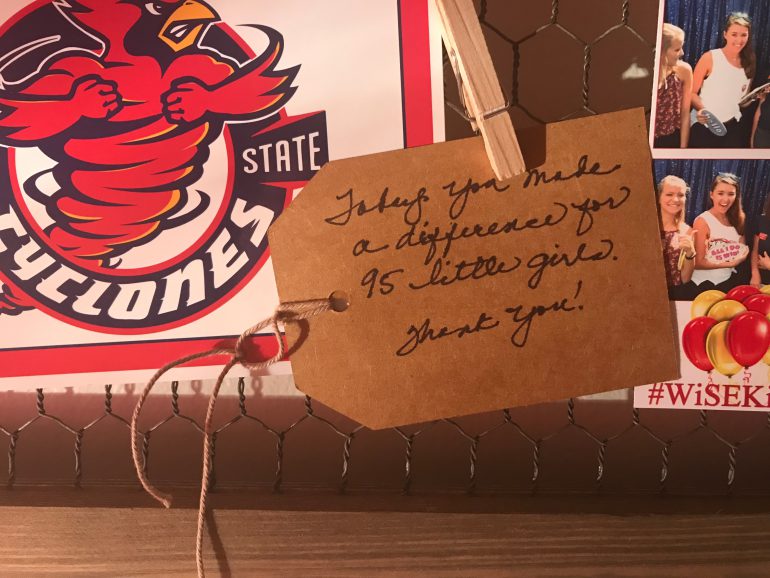 STATE
CYCLONES
Today you made
a difference for
95 little girls.
Thank you!
#WiSEKi